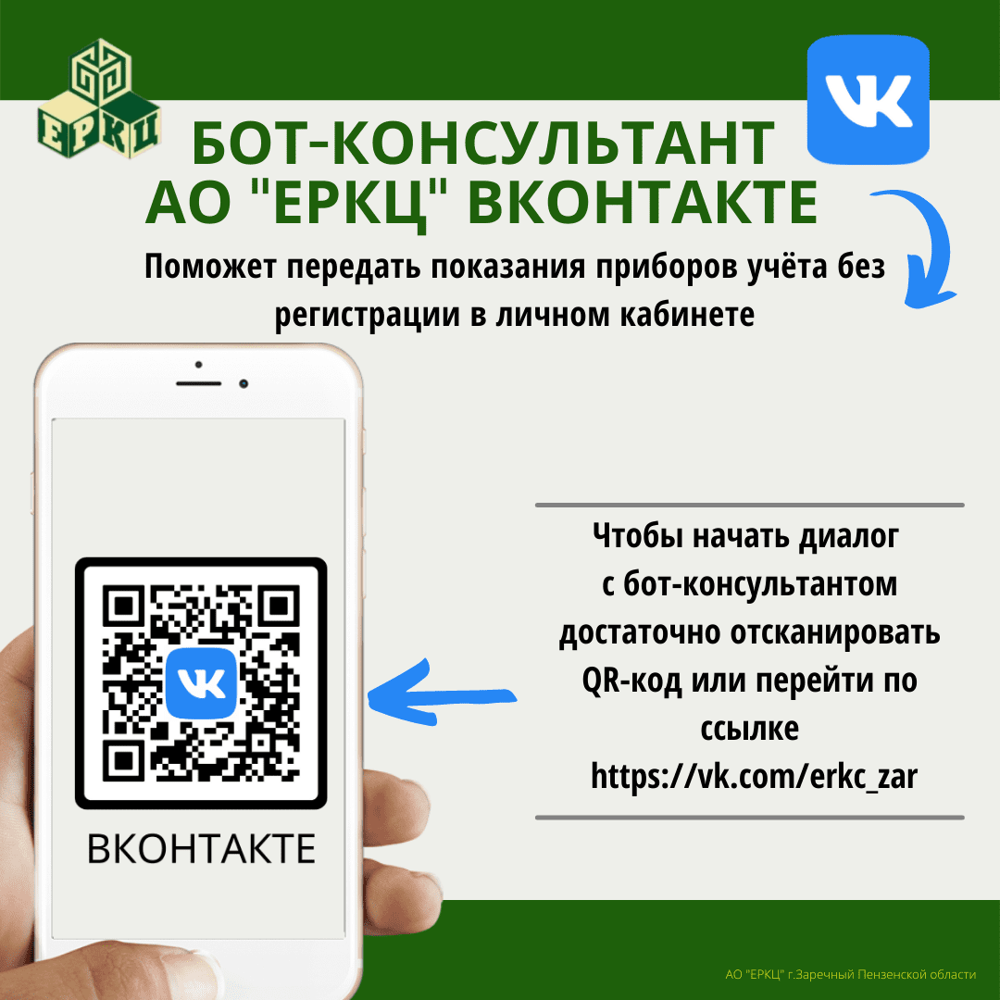 ЕРКЦ
VK
БОТ-КОНСУЛЬТАНТ
АО "ЕРКЦ" ВКОНТАКТЕ
Поможет передать показания приборов учёта без
регистрации в личном кабинете
Чтобы начать диалог
с бот-консультантом
достаточно отсканировать
QR-код или перейти по
ссылке
https://vk.com/erkc_zar
VK
ВКОНТАКТЕ
АО "ЕРКЦ" г.Заречный Пензенской области